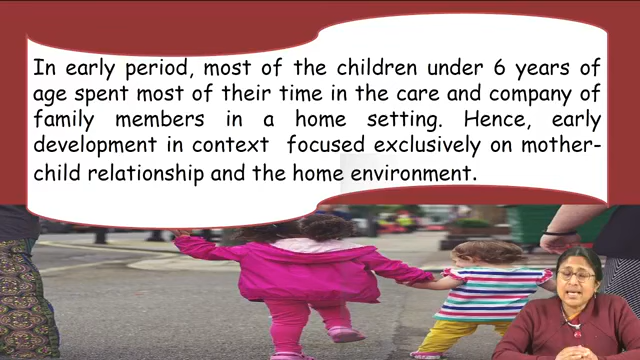 In early period, most of the children under 6 years of
age spent most of their time in the care and company of
family members in a home setting. Hence, early
development in context focused exclusively on mother-
child relationship and the home environment.